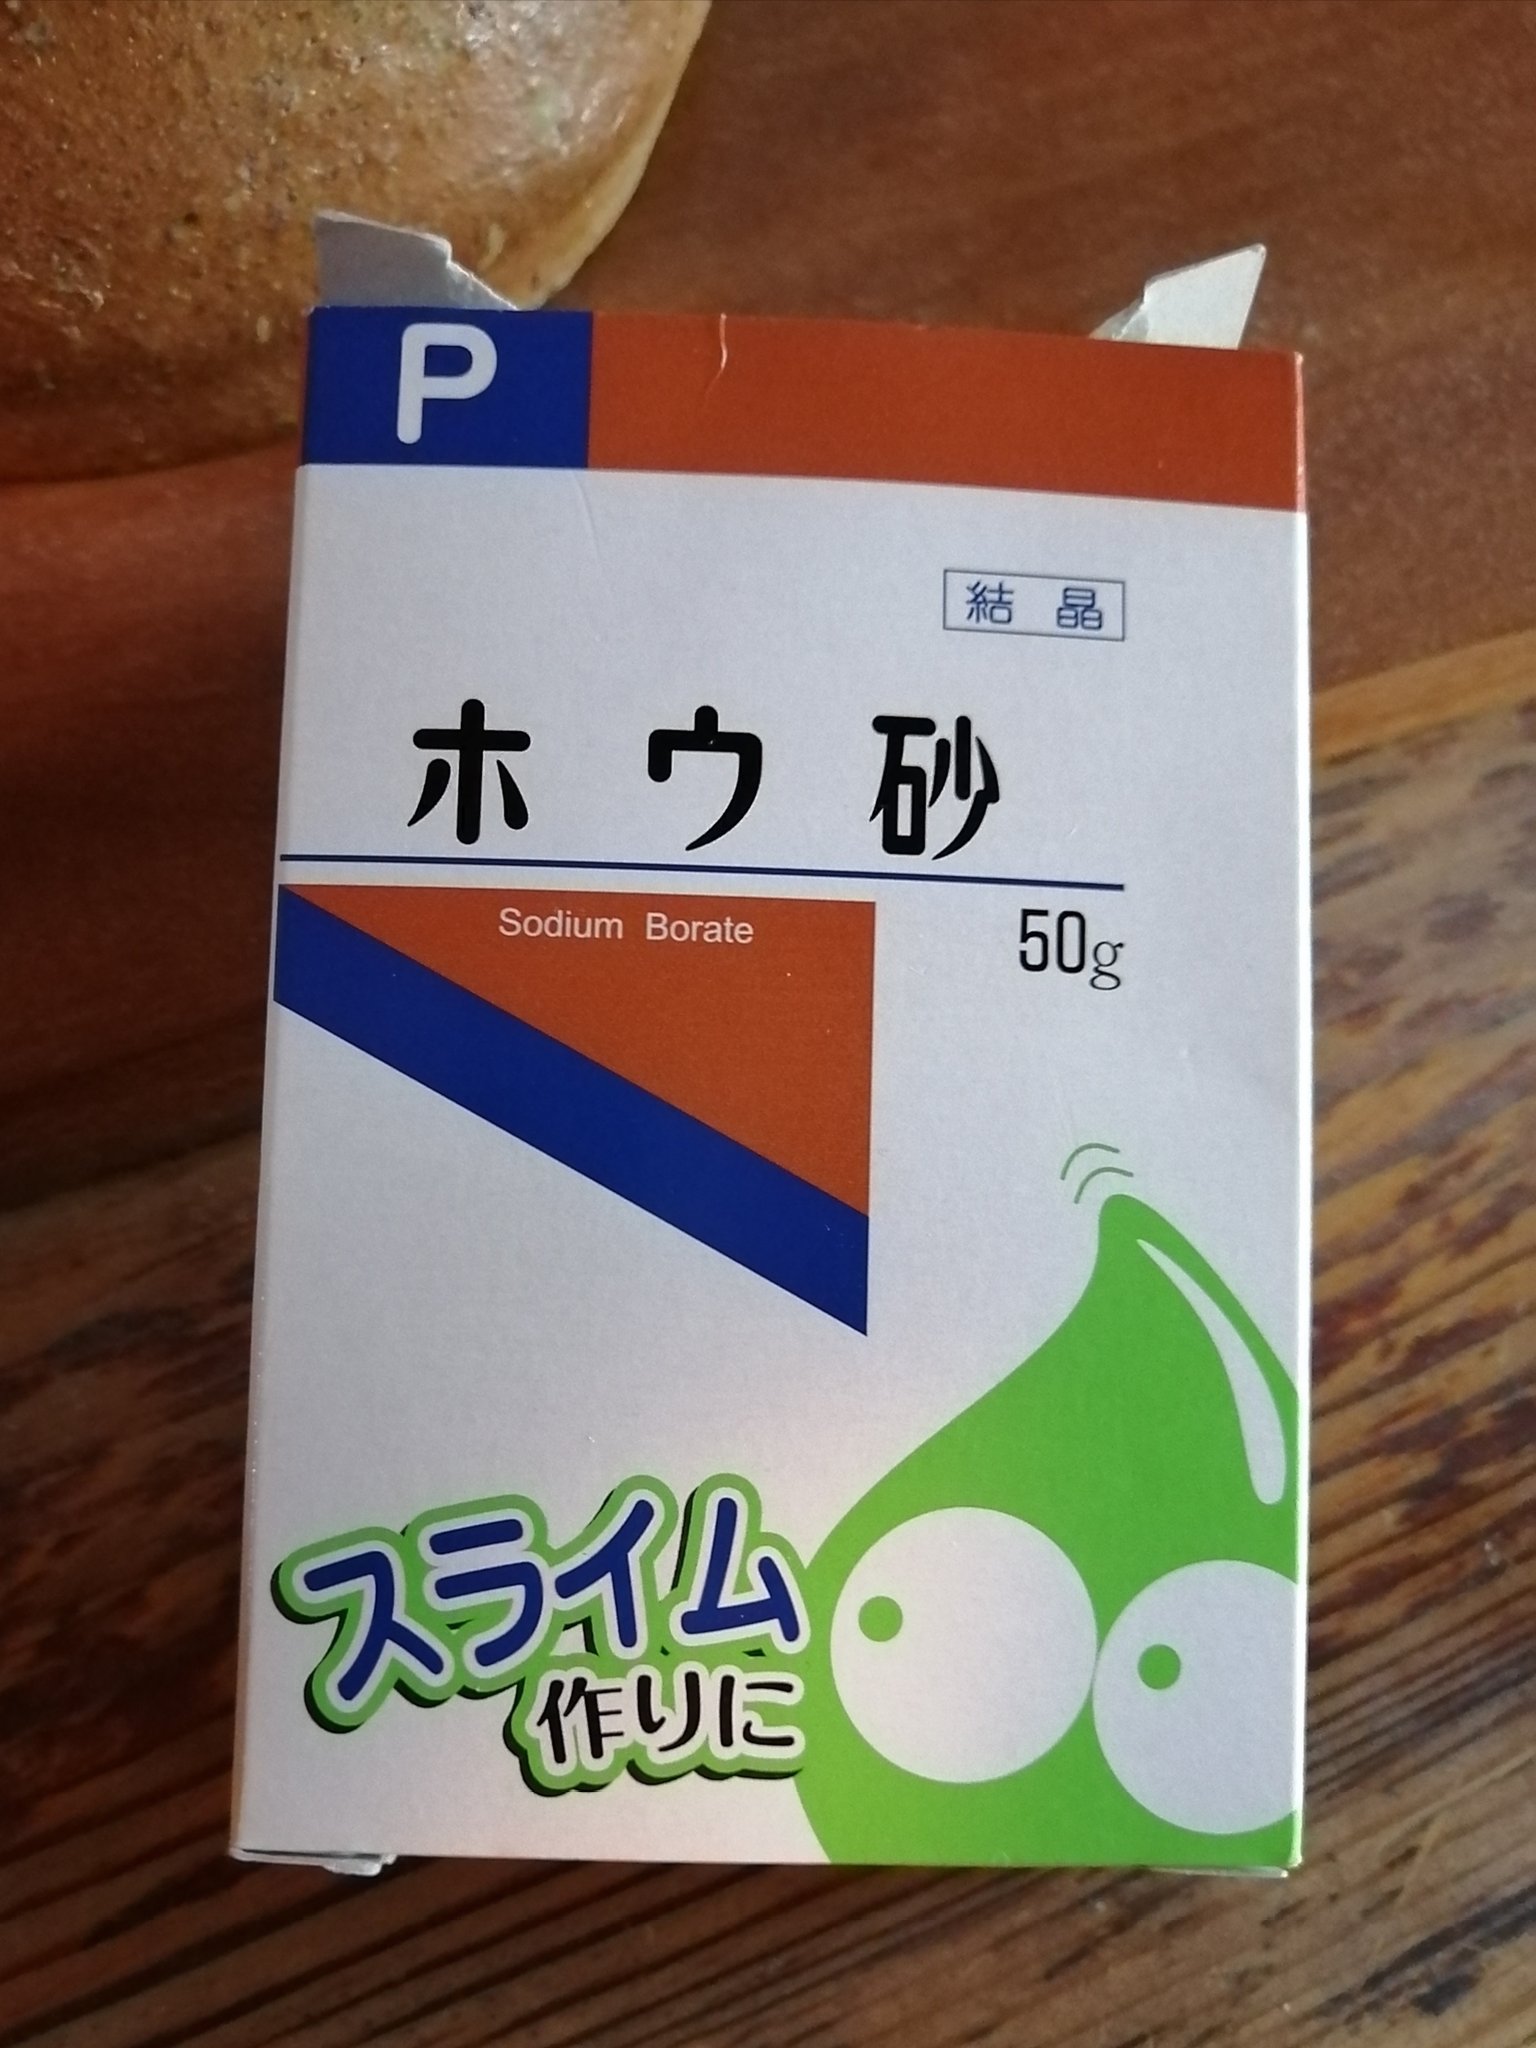 P
結晶
ホウ砂
Sodium Borate
50g
スライム
作りに